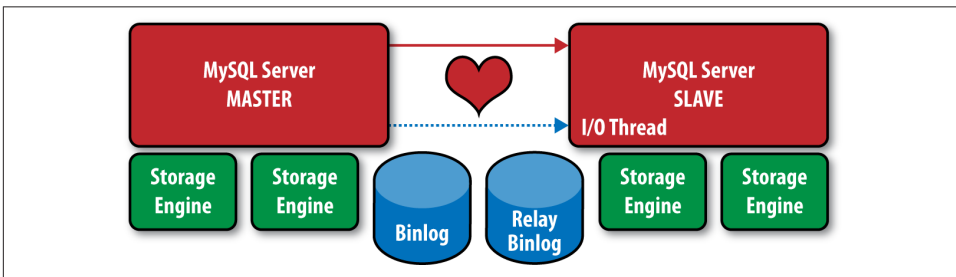 MySQL Server
MASTER
MySQL Server
SLAVE
I/O Thread
Storage
Engine
Storage
Engine
Binlog
Relay
Binlog
Storage
Engine
Storage
Engine